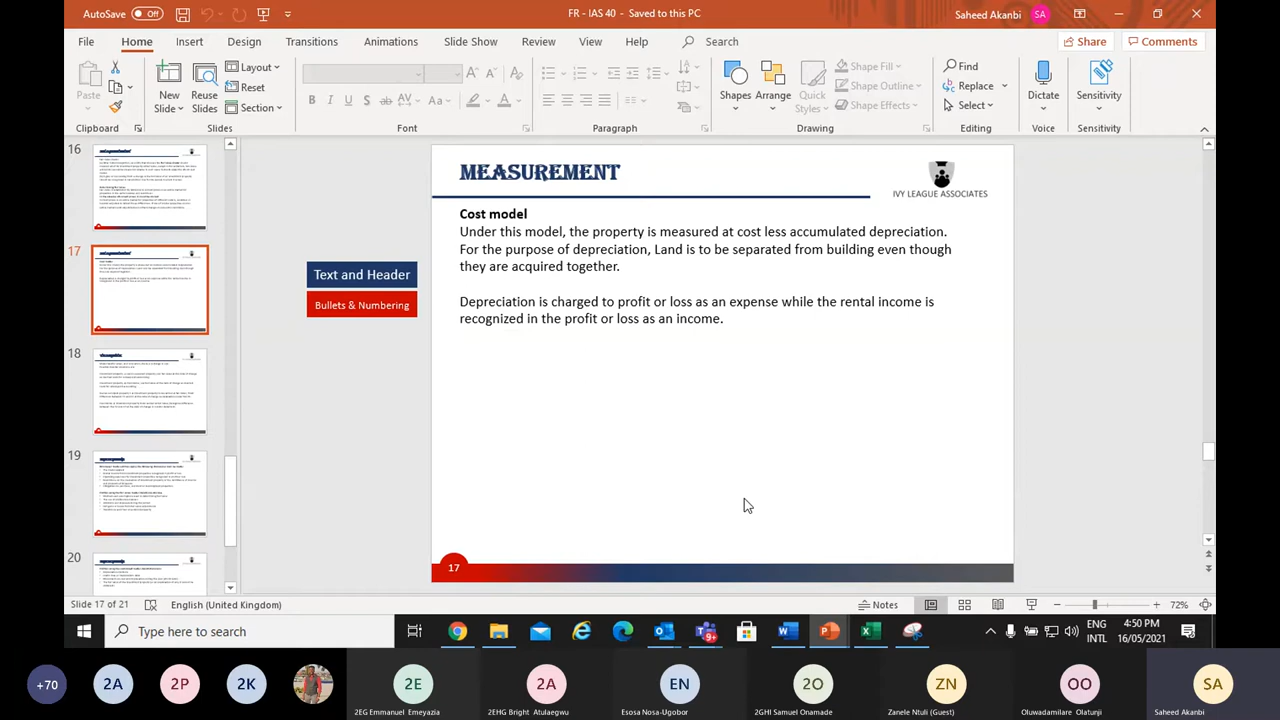 AutoSave Off
FR - IAS 40 - Saved to this PC
Saheed Akanbi SA
File Home Insert Design Transitions Animations Slide Show Review View Help Search Share Comments
Paste
New Slide
Reuse Slides
Layout
Reset
Section
B I U S ab AV Aa A
Shapes
Arrange
Quick Styles
Shape Fill
Shape Outline
Shape Effects
Find
Replace
Select
Dictate
Sensitivity
Clipboard Slides Font Paragraph Drawing Editing Voice Sensitivity
16
17
18
19
20
MEASUREMENT
IVY LEAGUE ASSOCIATES
Cost model
Under this model, the property is measured at cost less accumulated depreciation.
For the purpose of depreciation, Land is to be separated from building even though
they are acquired together.
Depreciation is charged to profit or loss as an expense while the rental income is
recognized in the profit or loss as an income.
Text and Header
Bullets & Numbering
17
Slide 17 of 21 English (United Kingdom) Notes 72%
Type here to search
ENG
INTL
4:50 PM
16/05/2021
+70 2A 2P 2K 2E 2A EN 2O ZN OO SA
2EG Emmanuel Emeyazia
2EHG Bright Atulaegwu
Esosa Nosa-Ugobor
2GHI Samuel Onamade
Zanele Ntuli (Guest)
Oluwadamilare Olatunji
Saheed Akanbi